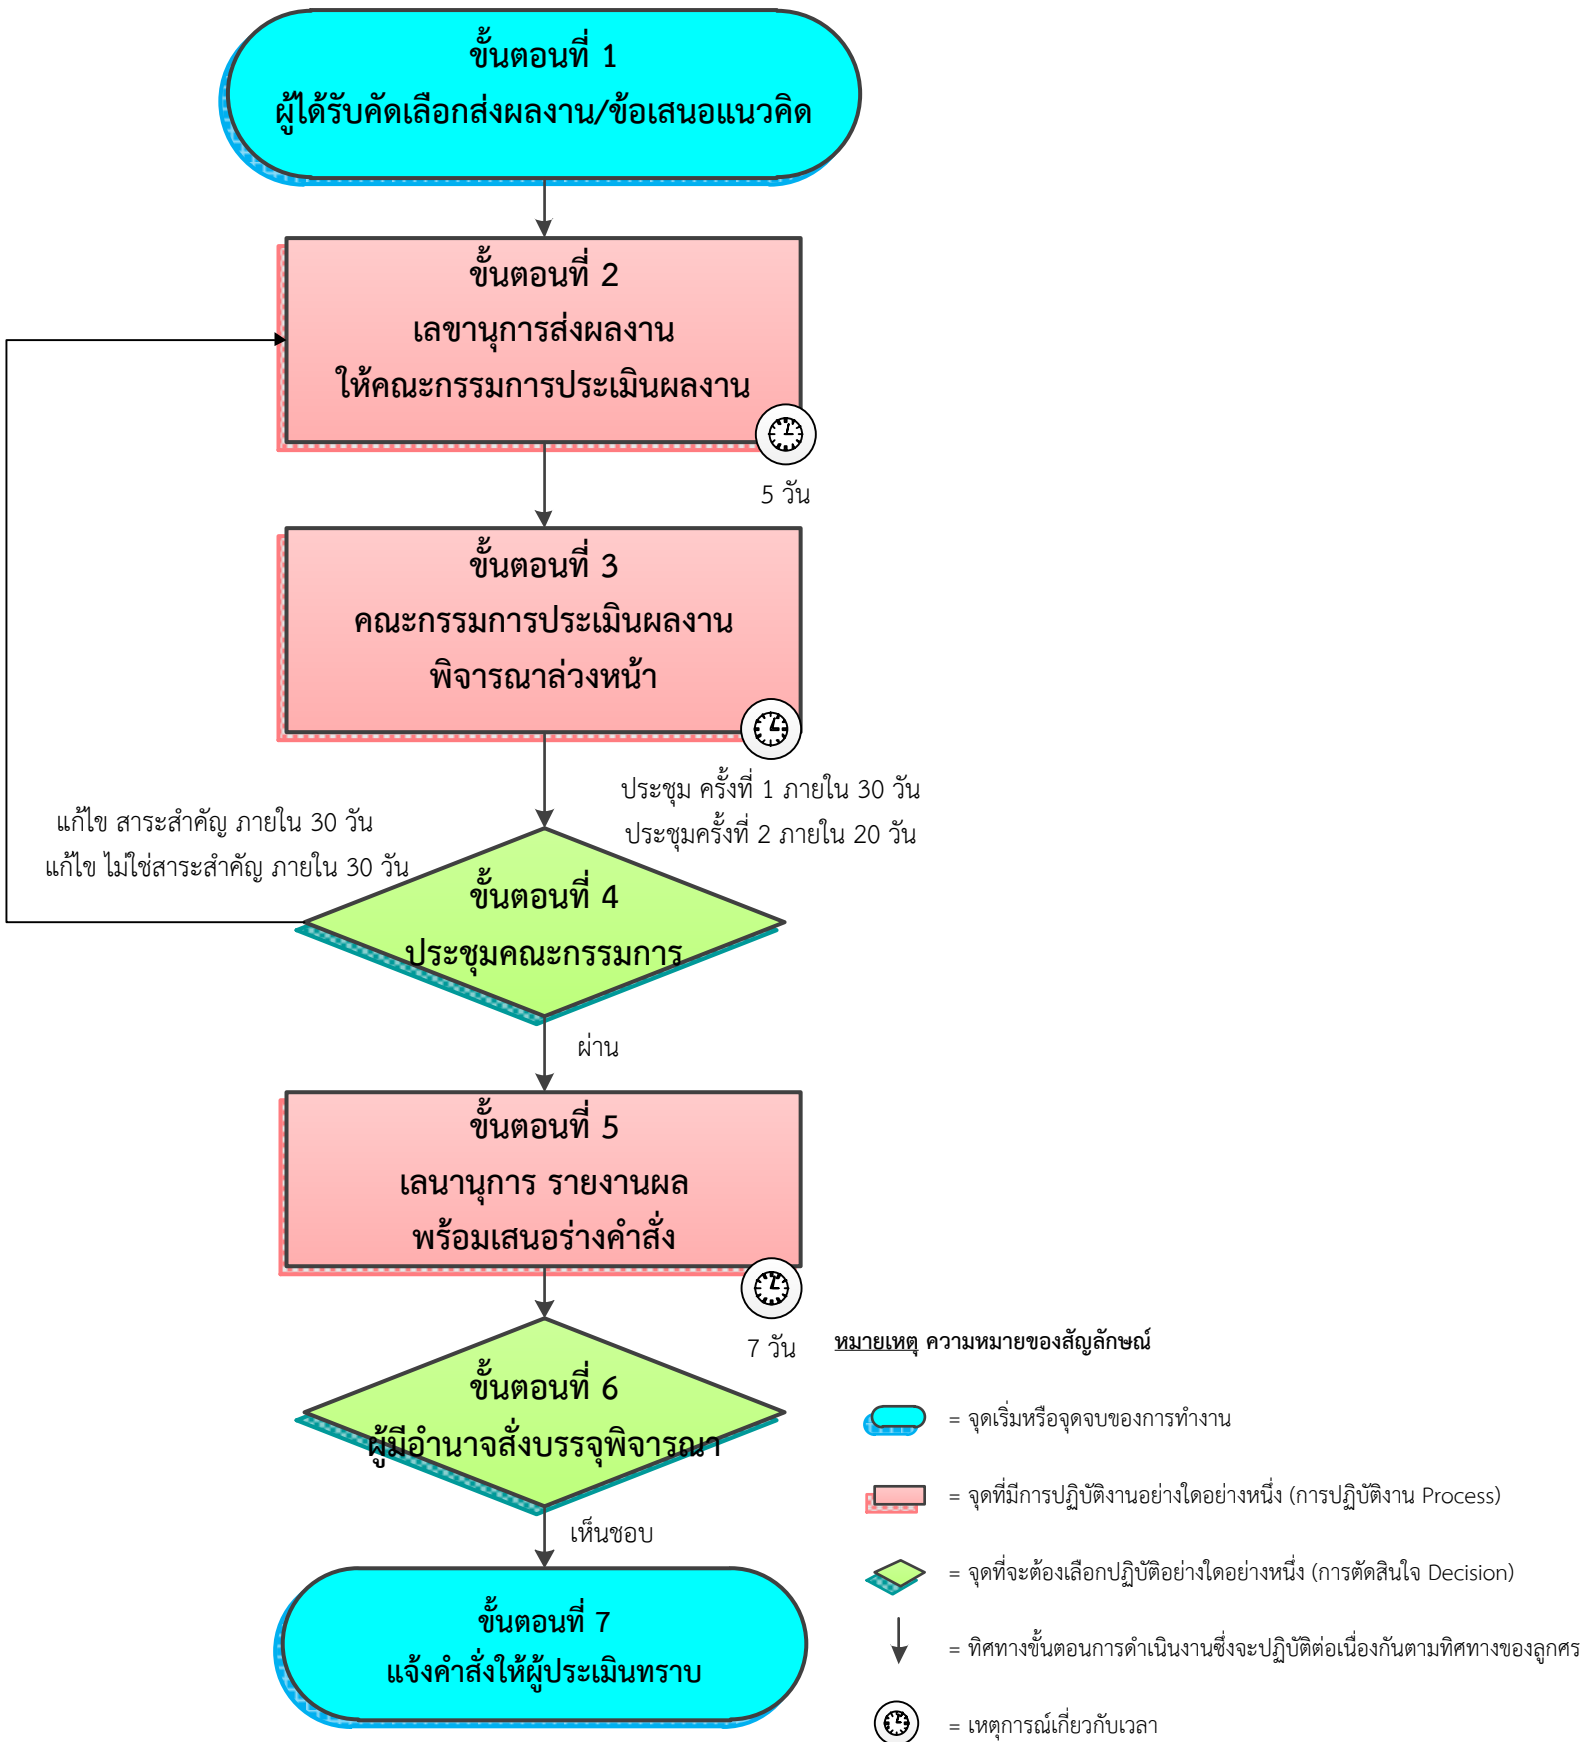 ขั้นตอนที่ 1
ผู้ได้รับคัดเลือกส่งผลงาน/ข้อเสนอแนวคิด
ขั้นตอนที่ 2
เลขานุการส่งผลงาน
ให้คณะกรรมการประเมินผลงาน
5 วัน
ขั้นตอนที่ 3
คณะกรรมการประเมินผลงาน
พิจารณาล่วงหน้า
ประชุม ครั้งที่ 1 ภายใน 30 วัน
ประชุมครั้งที่ 2 ภายใน 20 วัน
แก้ไข สาระสำคัญ ภายใน 30 วัน
แก้ไข ไม่ใช่สาระสำคัญ ภายใน 30 วัน
ขั้นตอนที่ 4
ประชุมคณะกรรมการ
ผ่าน
ขั้นตอนที่ 5
เลนานุการ รายงานผล
พร้อมเสนอร่างคำสั่ง
7 วัน
ขั้นตอนที่ 6
ผู้มีอำนาจสั่งบรรจุพิจารณา
เห็นชอบ
ขั้นตอนที่ 7
แจ้งคำสั่งให้ผู้ประเมินทราบ
หมายเหตุ ความหมายของสัญลักษณ์
= จุดเริ่มหรือจุดจบของการทำงาน
= จุดที่มีการปฏิบัติงานอย่างใดอย่างหนึ่ง (การปฏิบัติงาน Process)
= จุดที่จะต้องเลือกปฏิบัติอย่างใดอย่างหนึ่ง (การตัดสินใจ Decision)
= ทิศทางขั้นตอนการดำเนินงานซึ่งจะปฏิบัติต่อเนื่องกันตามทิศทางของลูกศร
= เหตุการณ์เกี่ยวกับเวลา